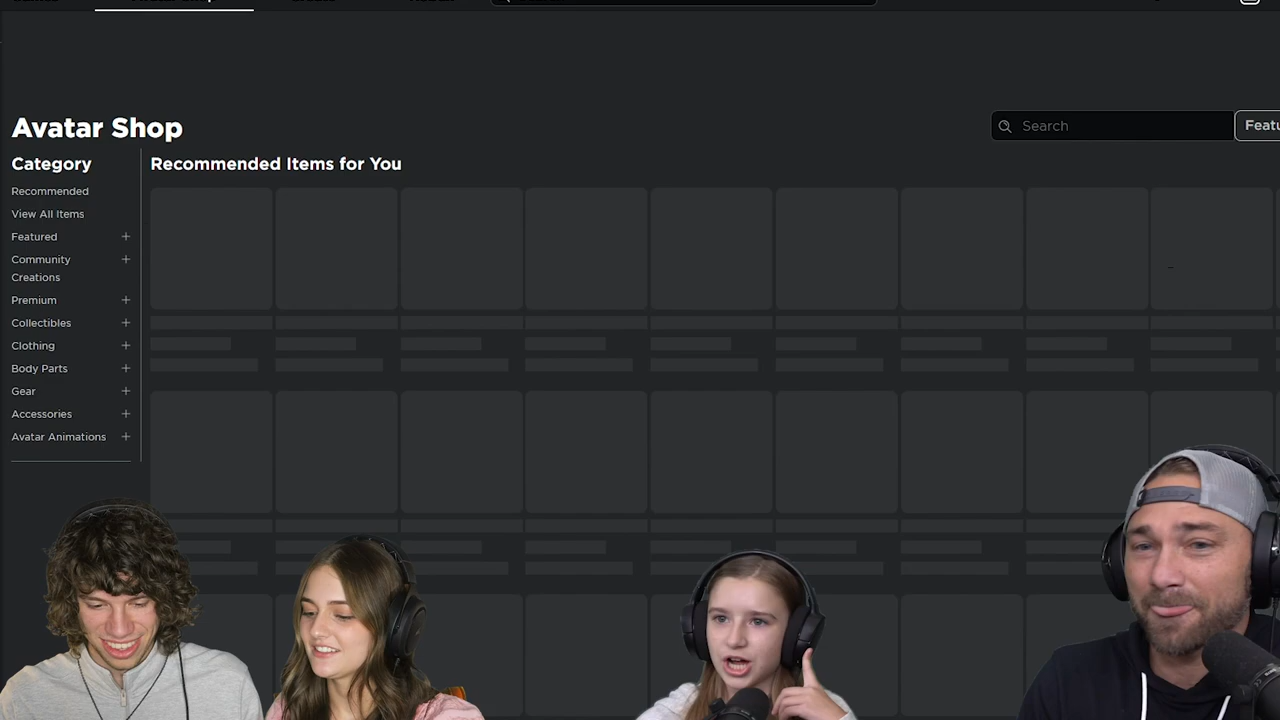 Avatar Shop
Search
Featu
Category
Recommended Items for You
Recommended
View All Items
Featured
Community
Creations
Premium
Collectibles
Clothing
Body Parts
Gear
Accessories
Avatar Animations